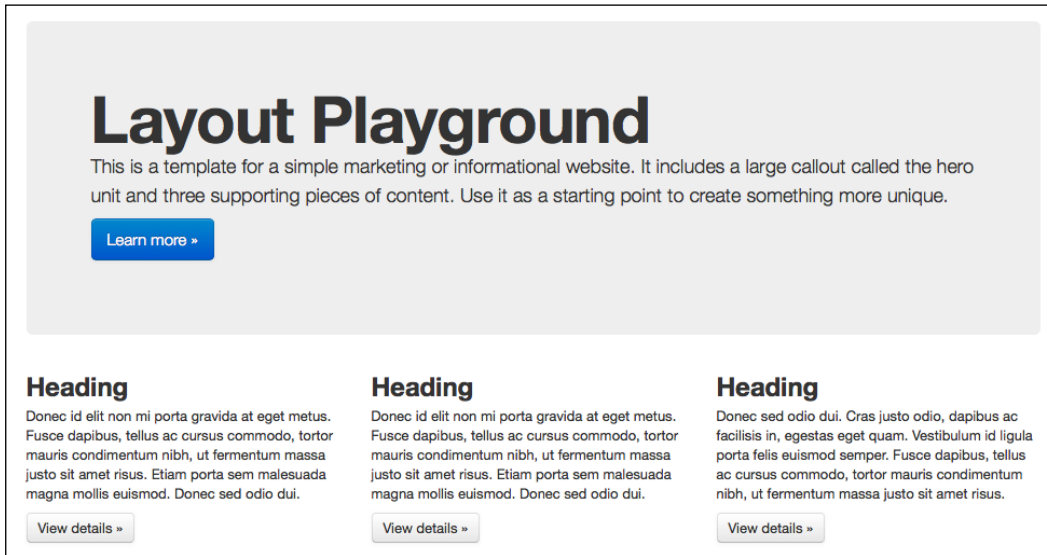 Layout Playground
This is a template for a simple marketing or informational website. It includes a large callout called the hero
unit and three supporting pieces of content. Use it as a starting point to create something more unique.
Learn more »
Heading
Donec id elit non mi porta gravida at eget metus.
Fusce dapibus, tellus ac cursus commodo, tortor
mauris condimentum nibh, ut fermentum massa
justo sit amet risus. Etiam porta sem malesuada
magna mollis euismod. Donec sed odio dui.
View details »
Heading
Donec id elit non mi porta gravida at eget metus.
Fusce dapibus, tellus ac cursus commodo, tortor
mauris condimentum nibh, ut fermentum massa
justo sit amet risus. Etiam porta sem malesuada
magna mollis euismod. Donec sed odio dui.
View details »
Heading
Donec sed odio dui. Cras justo odio, dapibus ac
facilisis in, egestas eget quam. Vestibulum id ligula
porta felis euismod semper. Fusce dapibus, tellus
ac cursus commodo, tortor mauris condimentum
nibh, ut fermentum massa justo sit amet risus.
View details »